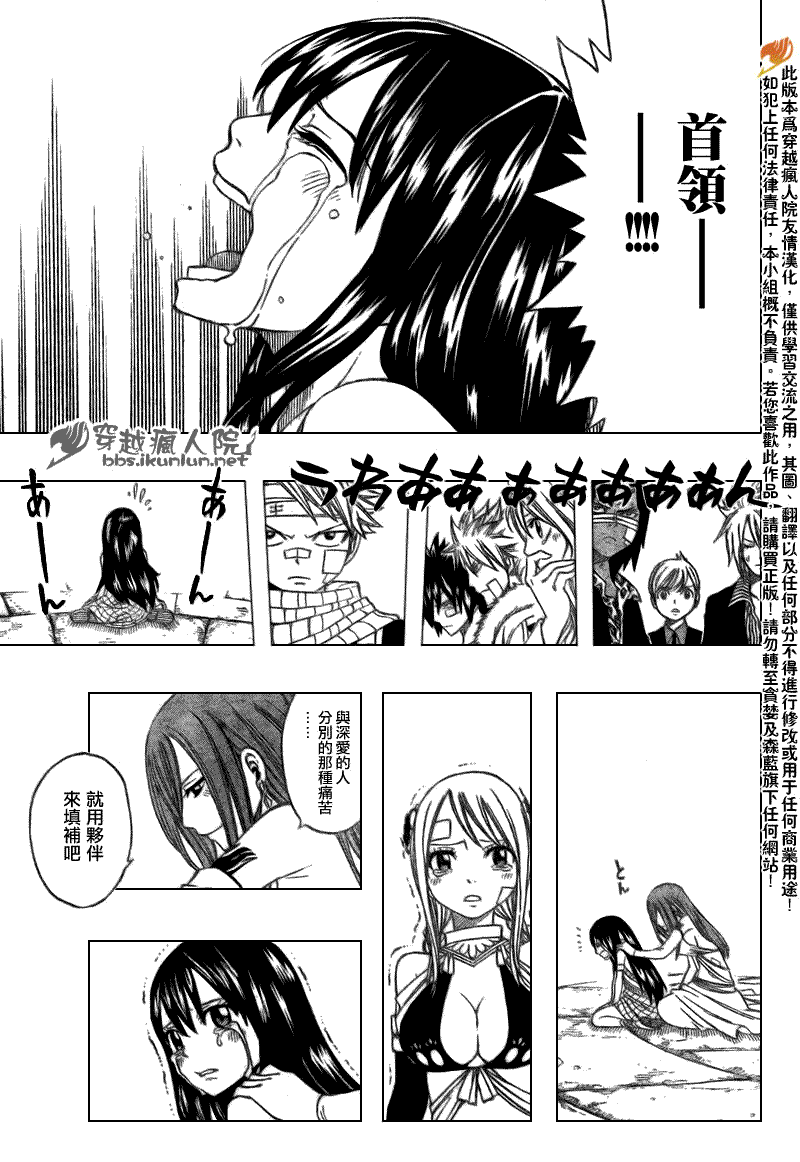 此版本爲穿越瘋人院友情漢化，僅供學習交流之用，其圖、翻譯以及任何部分不得進行修改或用于任何商業用途！
如犯上任何法律責任，本小組概不負責。若您喜歡此作品，請購買正版！請勿轉至貪婪及森藍旗下任何網站！
首領——
——!!!!!
穿越瘋人院
bbs.ikunlun.net
うわああああああああん
あーーん
あーーん
とん
與深愛的人
分別的那種痛苦
……
就用夥伴
來填補吧